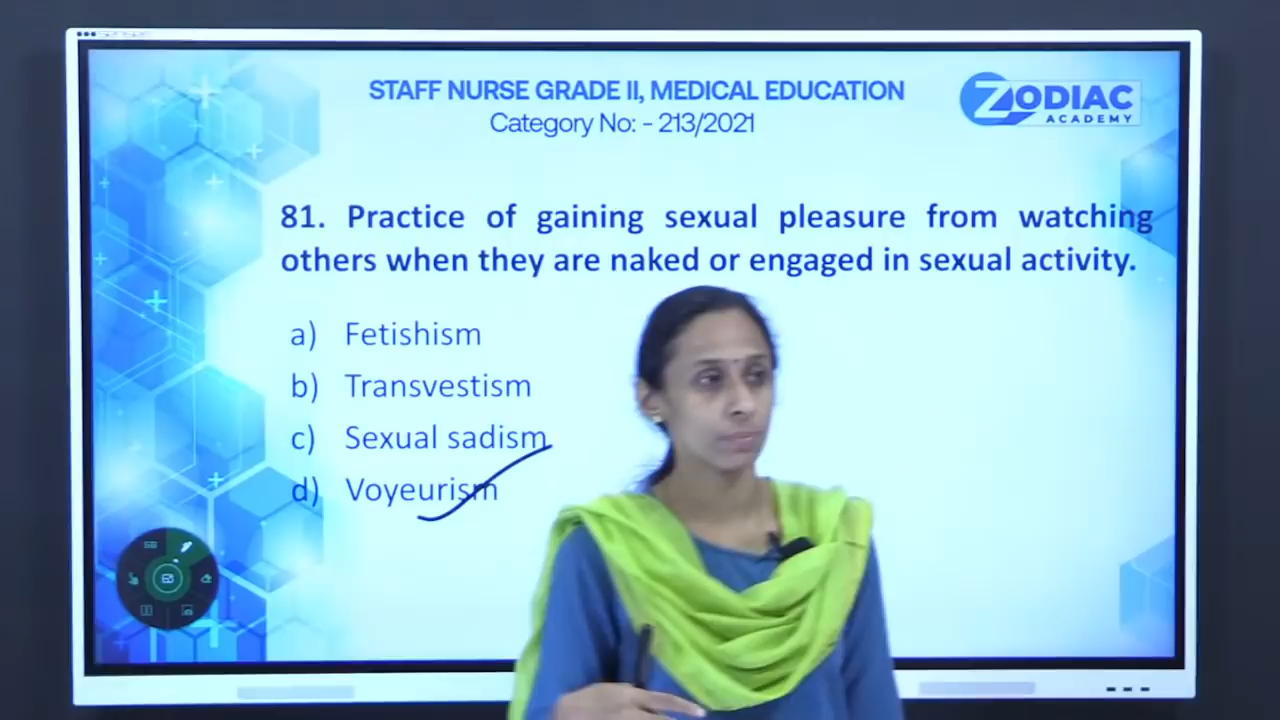 STAFF NURSE GRADE II, MEDICAL EDUCATION
Category No: - 213/2021
ZODIAC
ACADEMY
81. Practice of gaining sexual pleasure from watching
others when they are naked or engaged in sexual activity.
a) Fetishism
b) Transvestism
c) Sexual sadism
d) Voyeurism